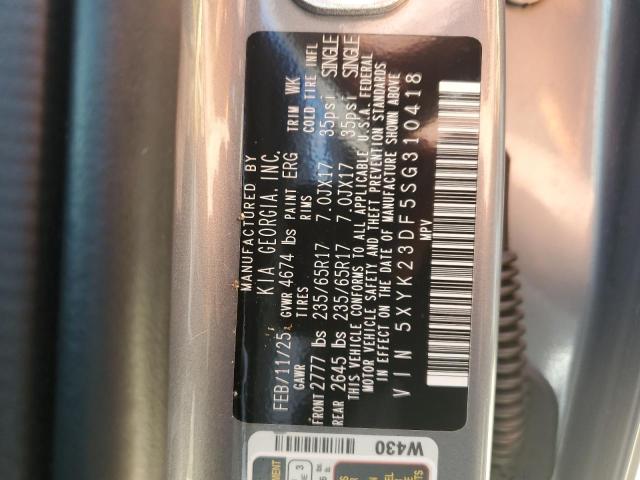 MANUFACTURED BY
KIA GEORGIA, INC.
FEB/11/25 GVWR 4674 lbs PAINT ERG TRIM WK
GAWR TIRES RIMS COLD TIRE INFL
FRONT 2777 lbs 235/65R17 7.0JX17 35psi SINGLE
REAR 2645 lbs 235/65R17 7.0JX17 35psi SINGLE
THIS VEHICLE CONFORMS TO ALL APPLICABLE U.S.A. FEDERAL
MOTOR VEHICLE SAFETY AND THEFT PREVENTION STANDARDS
IN EFFECT ON THE DATE OF MANUFACTURE SHOWN ABOVE
VIN 5XYK23DF5SG310418
MPV
W430